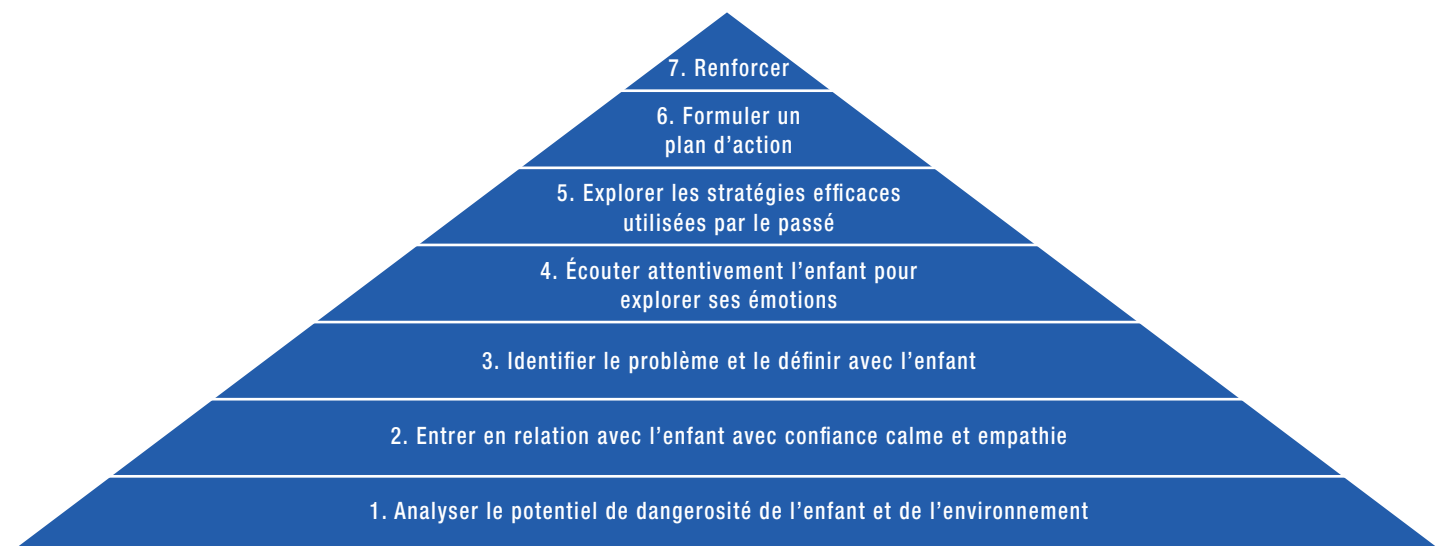 7. Renforcer
6. Formuler un
plan d’action
5. Explorer les stratégies efficaces
utilisées par le passé
4. Écouter attentivement l’enfant pour
explorer ses émotions
3. Identifier le problème et le définir avec l’enfant
2. Entrer en relation avec l’enfant avec confiance calme et empathie
1. Analyser le potentiel de dangerosité de l’enfant et de l’environnement